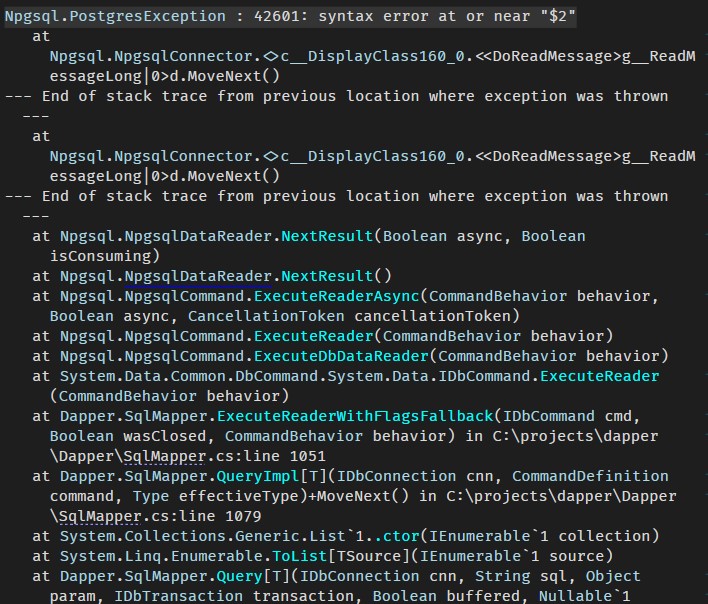 Npgsql.PostgresException : 42601: syntax error at or near "$2"
at
Npgsql.NpgsqlConnector.<>c__DisplayClass160_0.<<DoReadMessage>g__ReadM
essageLong|0>d.MoveNext()
--- End of stack trace from previous location where exception was thrown
---
at
Npgsql.NpgsqlConnector.<>c__DisplayClass160_0.<<DoReadMessage>g__ReadM
essageLong|0>d.MoveNext()
--- End of stack trace from previous location where exception was thrown
---
at Npgsql.NpgsqlDataReader.NextResult(Boolean async, Boolean
isConsuming)
at Npgsql.NpgsqlDataReader.NextResult()
at Npgsql.NpgsqlCommand.ExecuteReaderAsync(CommandBehavior behavior,
Boolean async, CancellationToken cancellationToken)
at Npgsql.NpgsqlCommand.ExecuteReader(CommandBehavior behavior)
at Npgsql.NpgsqlCommand.ExecuteDbDataReader(CommandBehavior behavior)
at System.Data.Common.DbCommand.System.Data.IDbCommand.ExecuteReader
(CommandBehavior behavior)
at Dapper.SqlMapper.ExecuteReaderWithFlagsFallback(IDbCommand cmd,
Boolean wasClosed, CommandBehavior behavior) in C:\projects\dapper
\Dapper\SqlMapper.cs:line 1051
at Dapper.SqlMapper.QueryImpl[T](IDbConnection cnn, CommandDefinition
command, Type effectiveType)+MoveNext() in C:\projects\dapper\Dapper
\SqlMapper.cs:line 1079
at System.Collections.Generic.List`1..ctor(IEnumerable`1 collection)
at System.Linq.Enumerable.ToList[TSource](IEnumerable`1 source)
at Dapper.SqlMapper.Query[T](IDbConnection cnn, String sql, Object
param, IDbTransaction transaction, Boolean buffered, Nullable`1